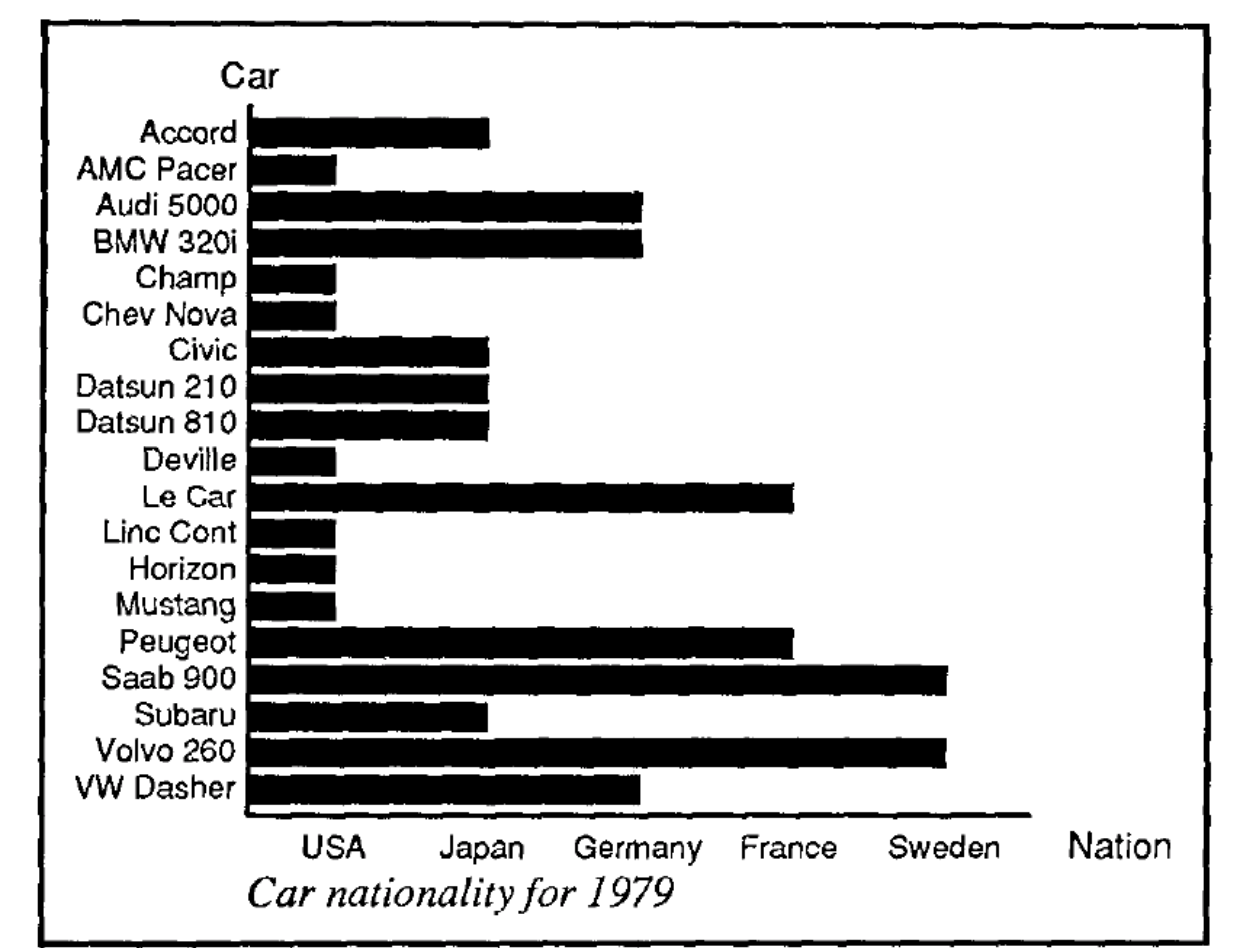 Car
Accord
AMC Pacer
Audi 5000
BMW 320i
Champ
Chev Nova
Civic
Datsun 210
Datsun 810
Deville
Le Car
Linc Cont
Horizon
Mustang
Peugeot
Saab 900
Subaru
Volvo 260
VW Dasher
USA Japan Germany France Sweden Nation
Car nationality for 1979